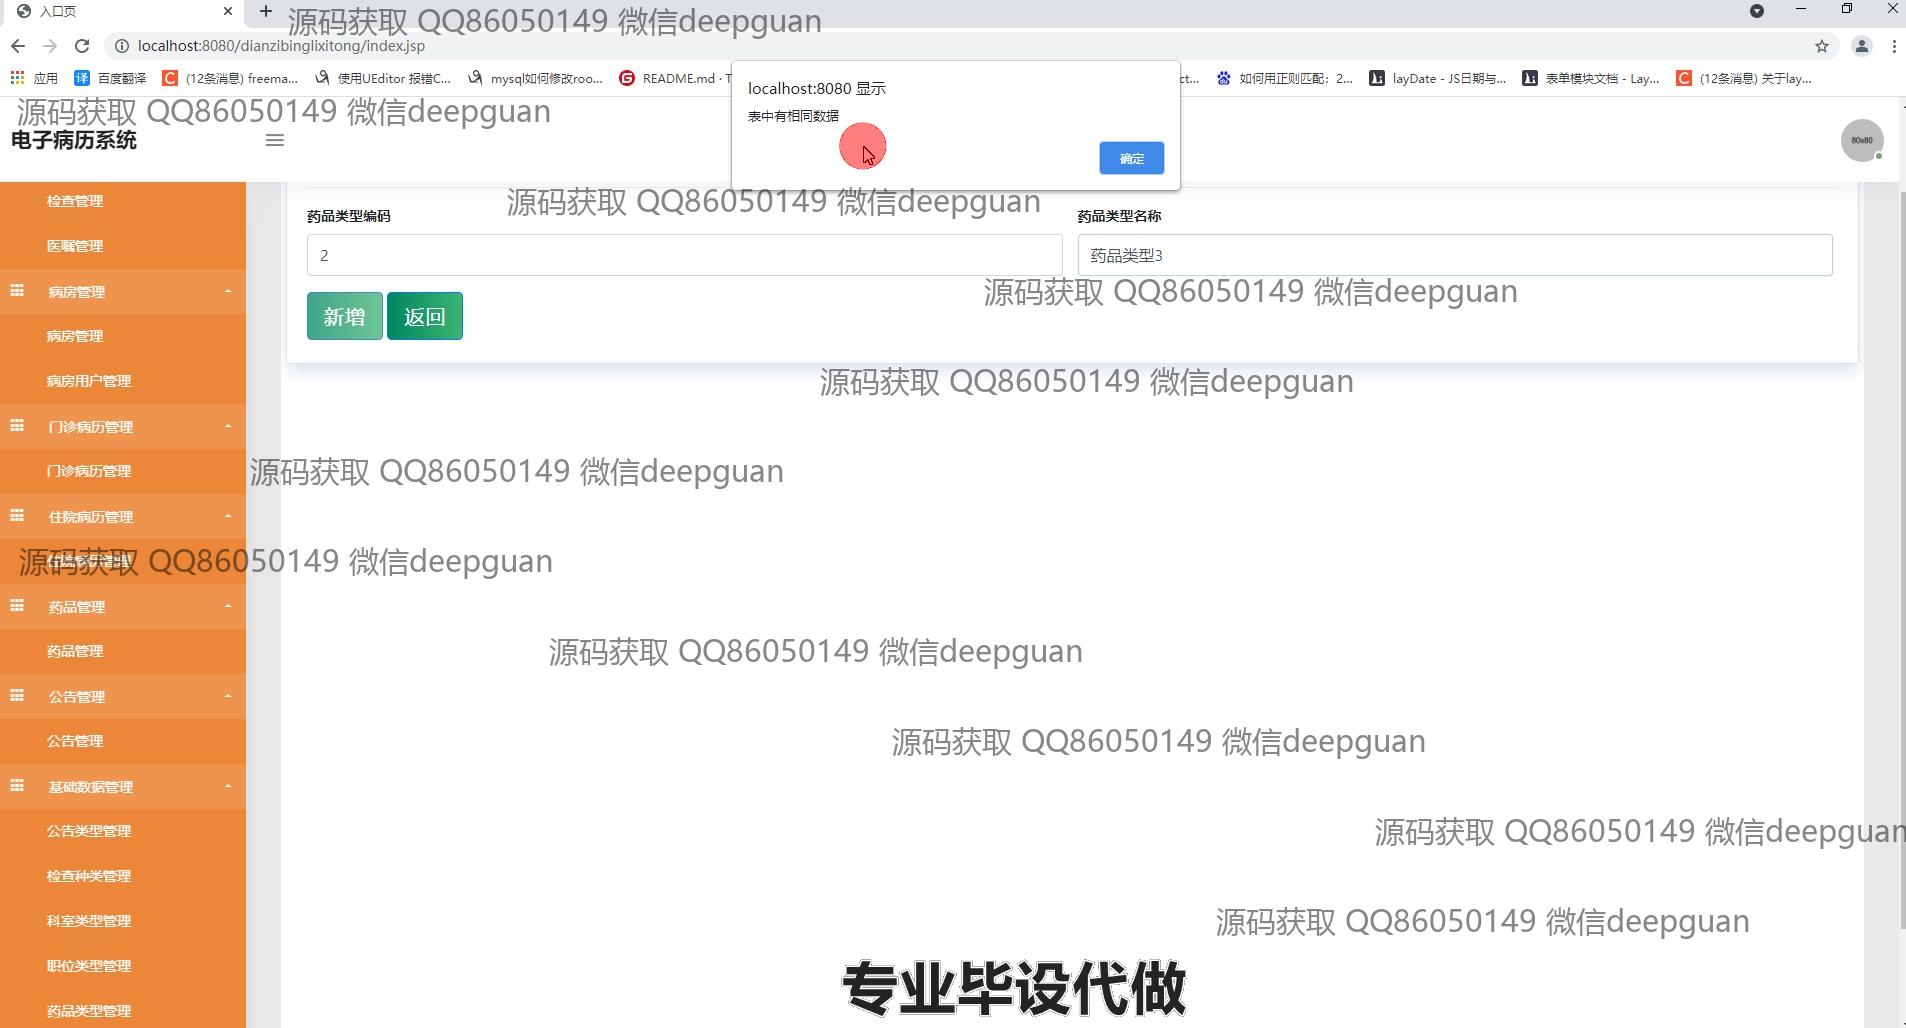 入口页
源码获取 QQ86050149 微信deepguan
localhost:8080/dianzibinglixitong/index.jsp
应用
百度翻译
(12条消息) freema...
使用UEditor 报错C...
mysql如何修改roo...
README.md · T
ct...
如何用正则匹配：2...
layDate - JS日期与...
表单模块文档 - Lay...
(12条消息) 关于lay...
localhost:8080 显示
表中有相同数据
确定
源码获取 QQ86050149 微信deepguan
电子病历系统
80x80
检查管理
源码获取 QQ86050149 微信deepguan
药品类型编码
药品类型名称
医嘱管理
2
药品类型3
病房管理
源码获取 QQ86050149 微信deepguan
新增
返回
病房管理
病房用户管理
源码获取 QQ86050149 微信deepguan
门诊病历管理
门诊病历管理
源码获取 QQ86050149 微信deepguan
住院病历管理
住院病历管理
源码获取 QQ86050149 微信deepguan
药品管理
药品管理
源码获取 QQ86050149 微信deepguan
公告管理
公告管理
源码获取 QQ86050149 微信deepguan
基础数据管理
公告类型管理
源码获取 QQ86050149 微信deepguan
检查种类管理
科室类型管理
源码获取 QQ86050149 微信deepguan
职位类型管理
药品类型管理
专业毕设代做